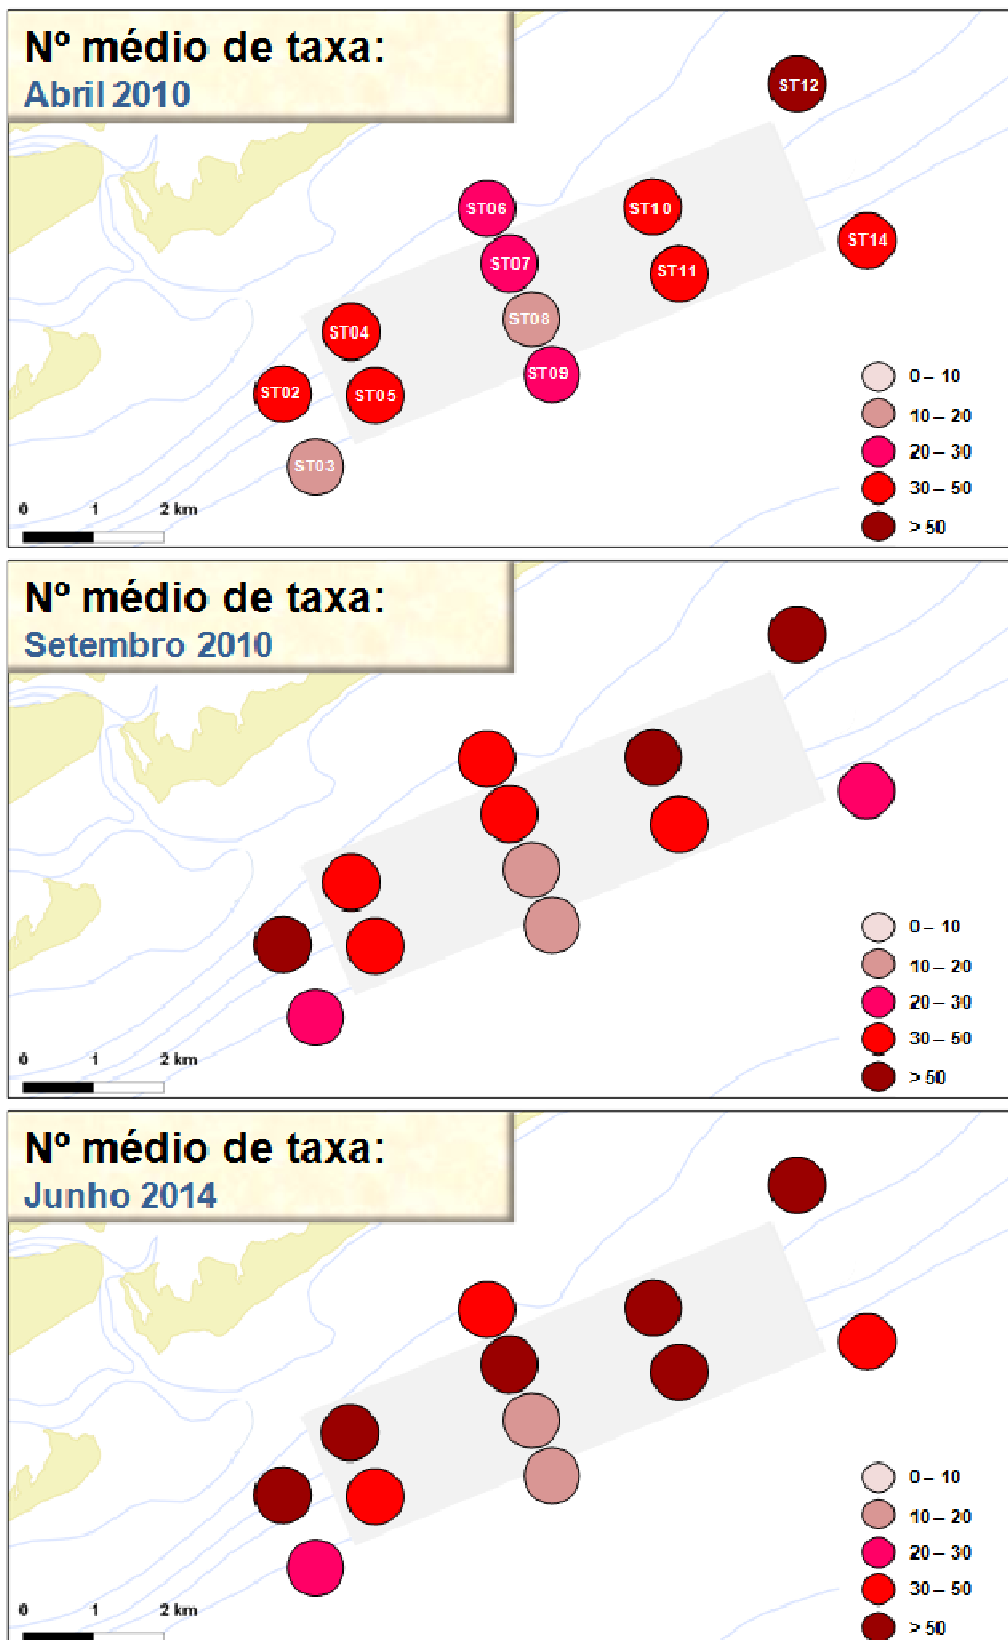 Nº médio de taxa:
Abril 2010
ST12
ST06
ST10
ST14
ST07
ST11
ST08
ST04
ST09
ST02
ST05
ST03
0 – 10
10 – 20
20 – 30
30 – 50
> 50
0 1 2 km
Nº médio de taxa:
Setembro 2010
0 – 10
10 – 20
20 – 30
30 – 50
> 50
0 1 2 km
Nº médio de taxa:
Junho 2014
0 – 10
10 – 20
20 – 30
30 – 50
> 50
0 1 2 km